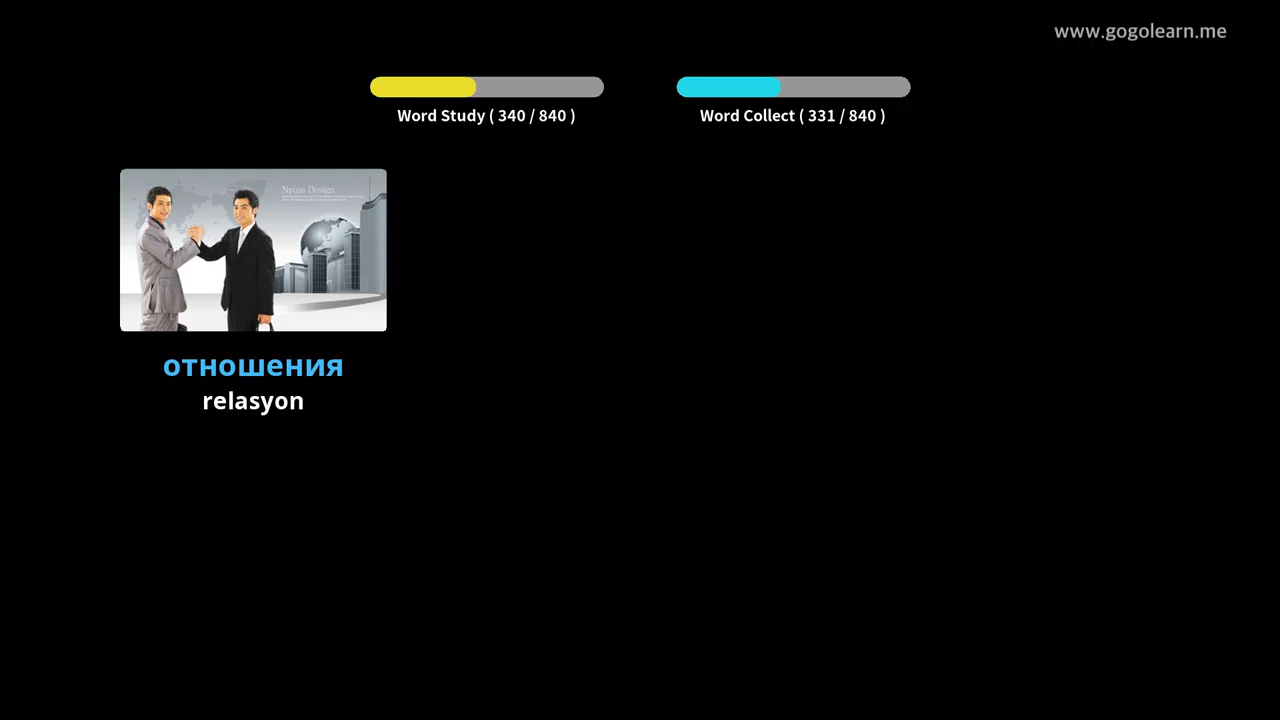 www.gogolearn.me
Word Study ( 340 / 840 )
Word Collect ( 331 / 840 )
Npine Design
отношения
relasyon